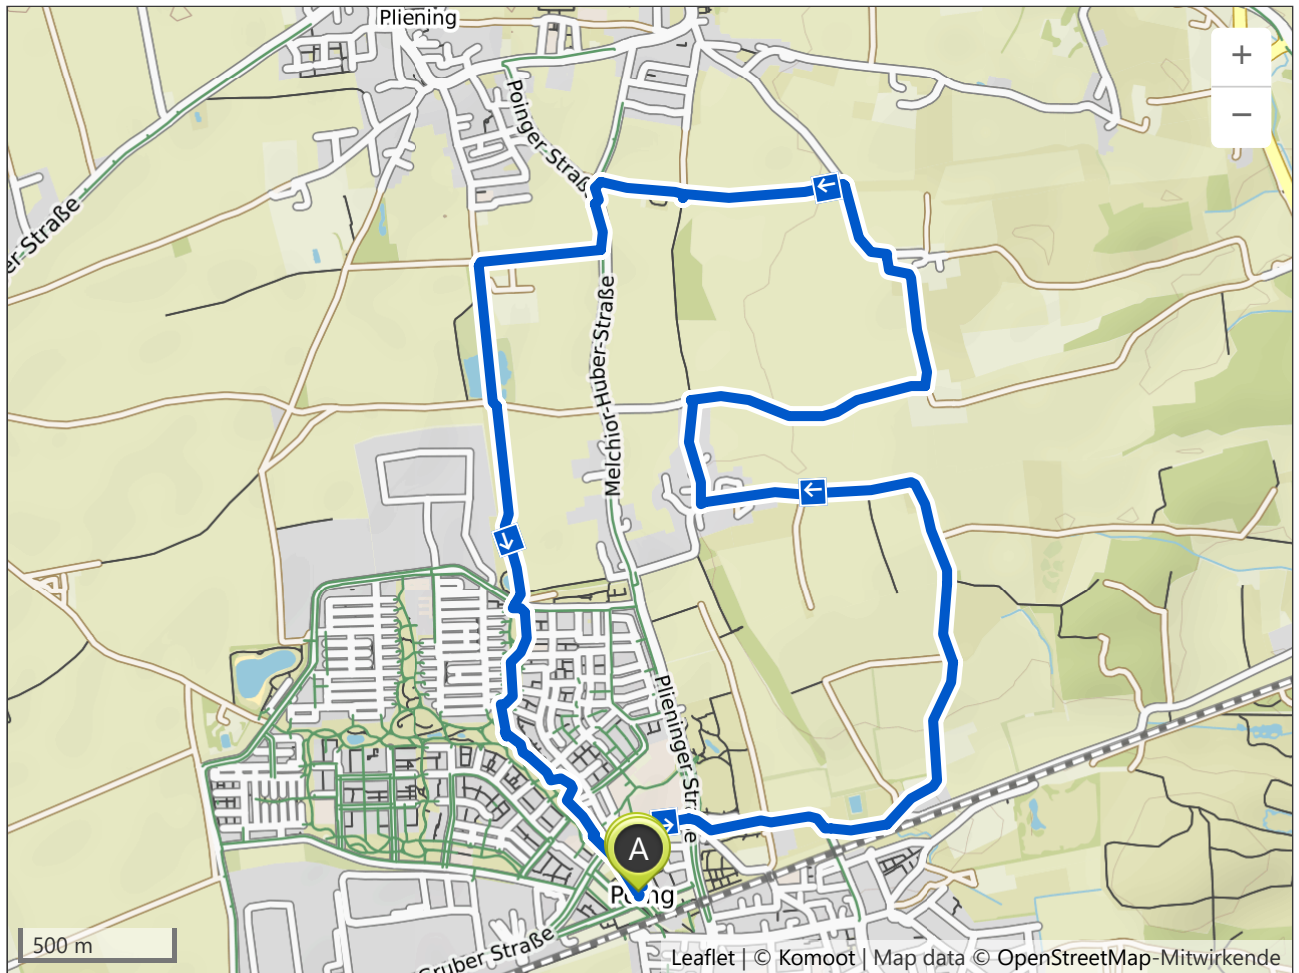 Pliening
+
−
Poinger-Straße
er-Straße
Melchior-Huber-Straße
Plieninger-Straße
A
Poing
Gruber Straße
500 m
Leaflet | © Komoot | Map data © OpenStreetMap-Mitwirkende